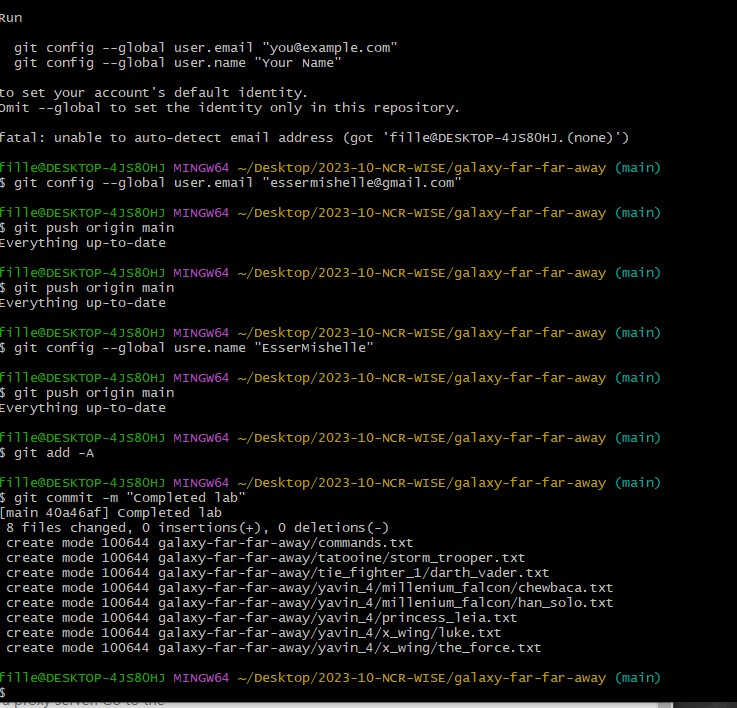 Run
git config --global user.email "you@example.com"
git config --global user.name "Your Name"
to set your account's default identity.
Omit --global to set the identity only in this repository.
fatal: unable to auto-detect email address (got 'fille@DESKTOP-4JS80HJ.(none)')
fille@DESKTOP-4JS80HJ MINGW64 ~/Desktop/2023-10-NCR-WISE/galaxy-far-far-away (main)
$ git config --global user.email "essermishelle@gmail.com"
fille@DESKTOP-4JS80HJ MINGW64 ~/Desktop/2023-10-NCR-WISE/galaxy-far-far-away (main)
$ git push origin main
Everything up-to-date
fille@DESKTOP-4JS80HJ MINGW64 ~/Desktop/2023-10-NCR-WISE/galaxy-far-far-away (main)
$ git push origin main
Everything up-to-date
fille@DESKTOP-4JS80HJ MINGW64 ~/Desktop/2023-10-NCR-WISE/galaxy-far-far-away (main)
$ git config --global usre.name "EsserMishelle"
fille@DESKTOP-4JS80HJ MINGW64 ~/Desktop/2023-10-NCR-WISE/galaxy-far-far-away (main)
$ git push origin main
Everything up-to-date
fille@DESKTOP-4JS80HJ MINGW64 ~/Desktop/2023-10-NCR-WISE/galaxy-far-far-away (main)
$ git add -A
fille@DESKTOP-4JS80HJ MINGW64 ~/Desktop/2023-10-NCR-WISE/galaxy-far-far-away (main)
$ git commit -m "Completed lab"
[main 40a46af] Completed lab
8 files changed, 0 insertions(+), 0 deletions(-)
create mode 100644 galaxy-far-far-away/commands.txt
create mode 100644 galaxy-far-far-away/tatooine/storm_trooper.txt
create mode 100644 galaxy-far-far-away/tie_fighter_1/darth_vader.txt
create mode 100644 galaxy-far-far-away/yavin_4/millenium_falcon/chewbaca.txt
create mode 100644 galaxy-far-far-away/yavin_4/millenium_falcon/han_solo.txt
create mode 100644 galaxy-far-far-away/yavin_4/princess_leia.txt
create mode 100644 galaxy-far-far-away/yavin_4/x_wing/luke.txt
create mode 100644 galaxy-far-far-away/yavin_4/x_wing/the_force.txt
fille@DESKTOP-4JS80HJ MINGW64 ~/Desktop/2023-10-NCR-WISE/galaxy-far-far-away (main)
$
a proxy server. Go to the